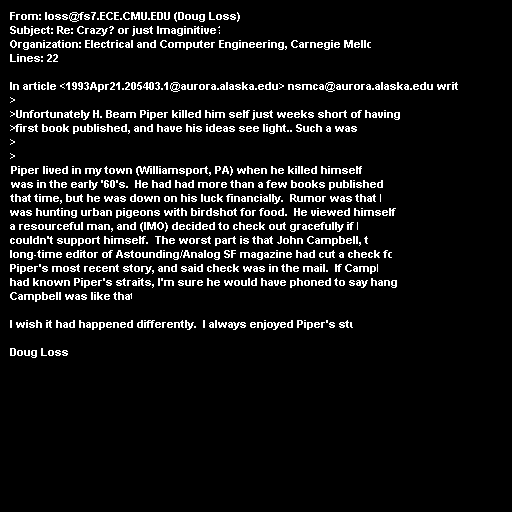 From: loss@fs7.ECE.CMU.EDU (Doug Loss)
Subject: Re: Crazy? or just Imaginitive?
Organization: Electrical and Computer Engineering, Carnegie
Lines: 22
In article <1993Apr21.205403.1@aurora.alaska.edu> nsmca@aurora.alaska.edu writ
>
>Unfortunately H. Beam Piper killed him self just weeks short of having
>first book published, and have his ideas see light.. Such a was
>
>
Piper lived in my town (Williamsport, PA) when he killed himself
was in the early '60's. He had had more than a few books published
that time, but he was down on his luck financially. Rumor was that
was hunting urban pigeons with birdshot for food. He viewed himself
a resourceful man, and (IMO) decided to check out gracefully if
couldn't support himself. The worst part is that John Campbell, t
long-time editor of Astounding/Analog SF magazine had cut a check
Piper's most recent story, and said check was in the mail. If
had known Piper's straits, I'm sure he would have phoned to say hang
Campbell was like that
I wish it had happened differently. I always enjoyed Piper's
Doug Loss